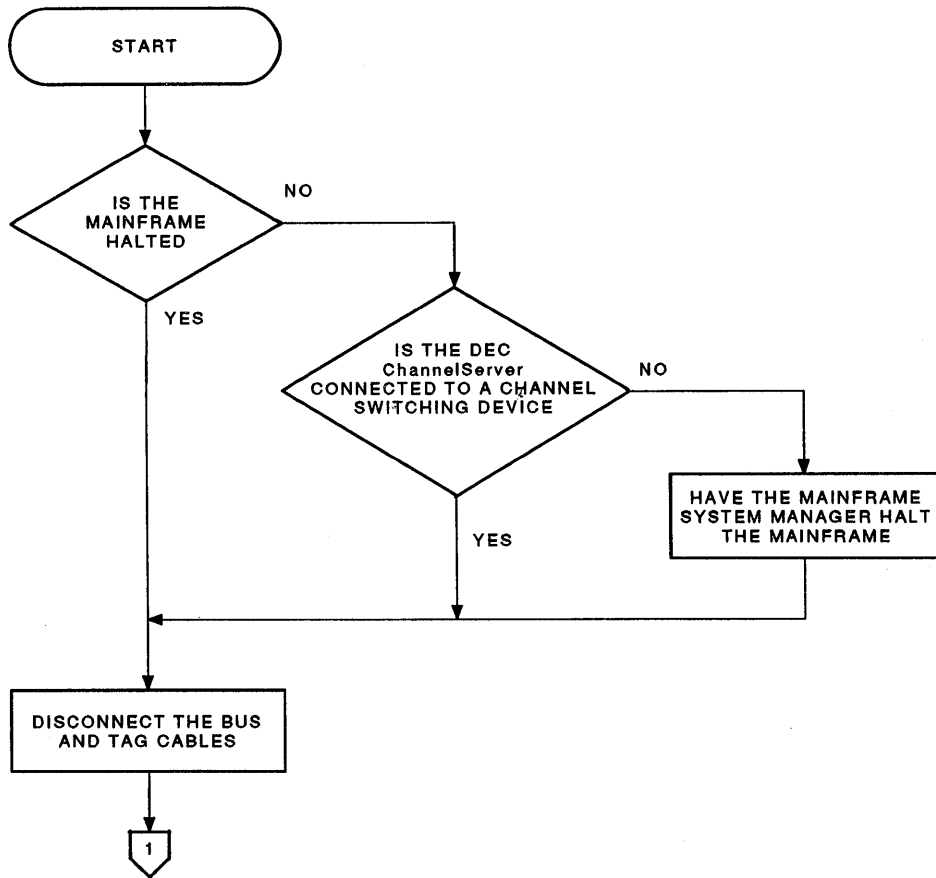 START
IS THE
MAINFRAME
HALTED
NO
YES
IS THE DEC
ChannelServer
CONNECTED TO A CHANNEL
SWITCHING DEVICE
NO
YES
HAVE THE MAINFRAME
SYSTEM MANAGER HALT
THE MAINFRAME
DISCONNECT THE BUS
AND TAG CABLES
1